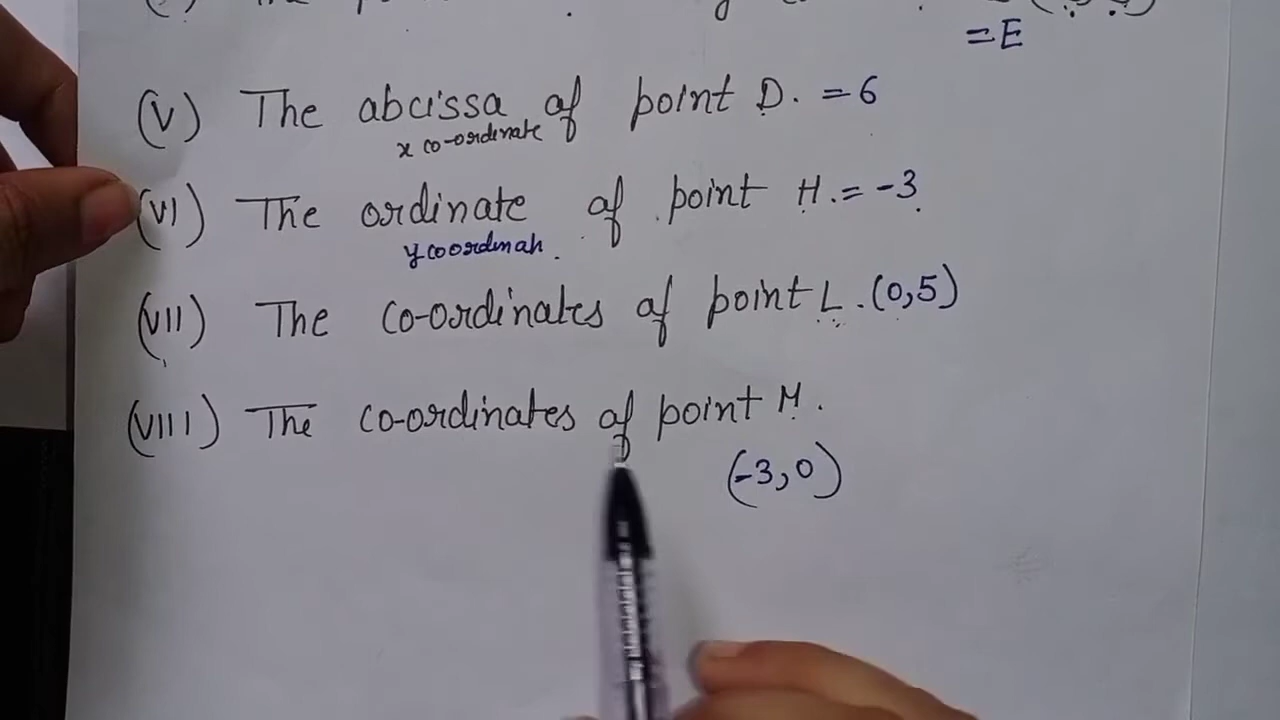 = E
(V) The abcissa of point D. = 6
x co-ordinate
(VI) The ordinate of point H. = -3
y coordinate
(VII) The co-ordinates of point L. (0,5)
(VIII) The co-ordinates of point M.
(-3,0)